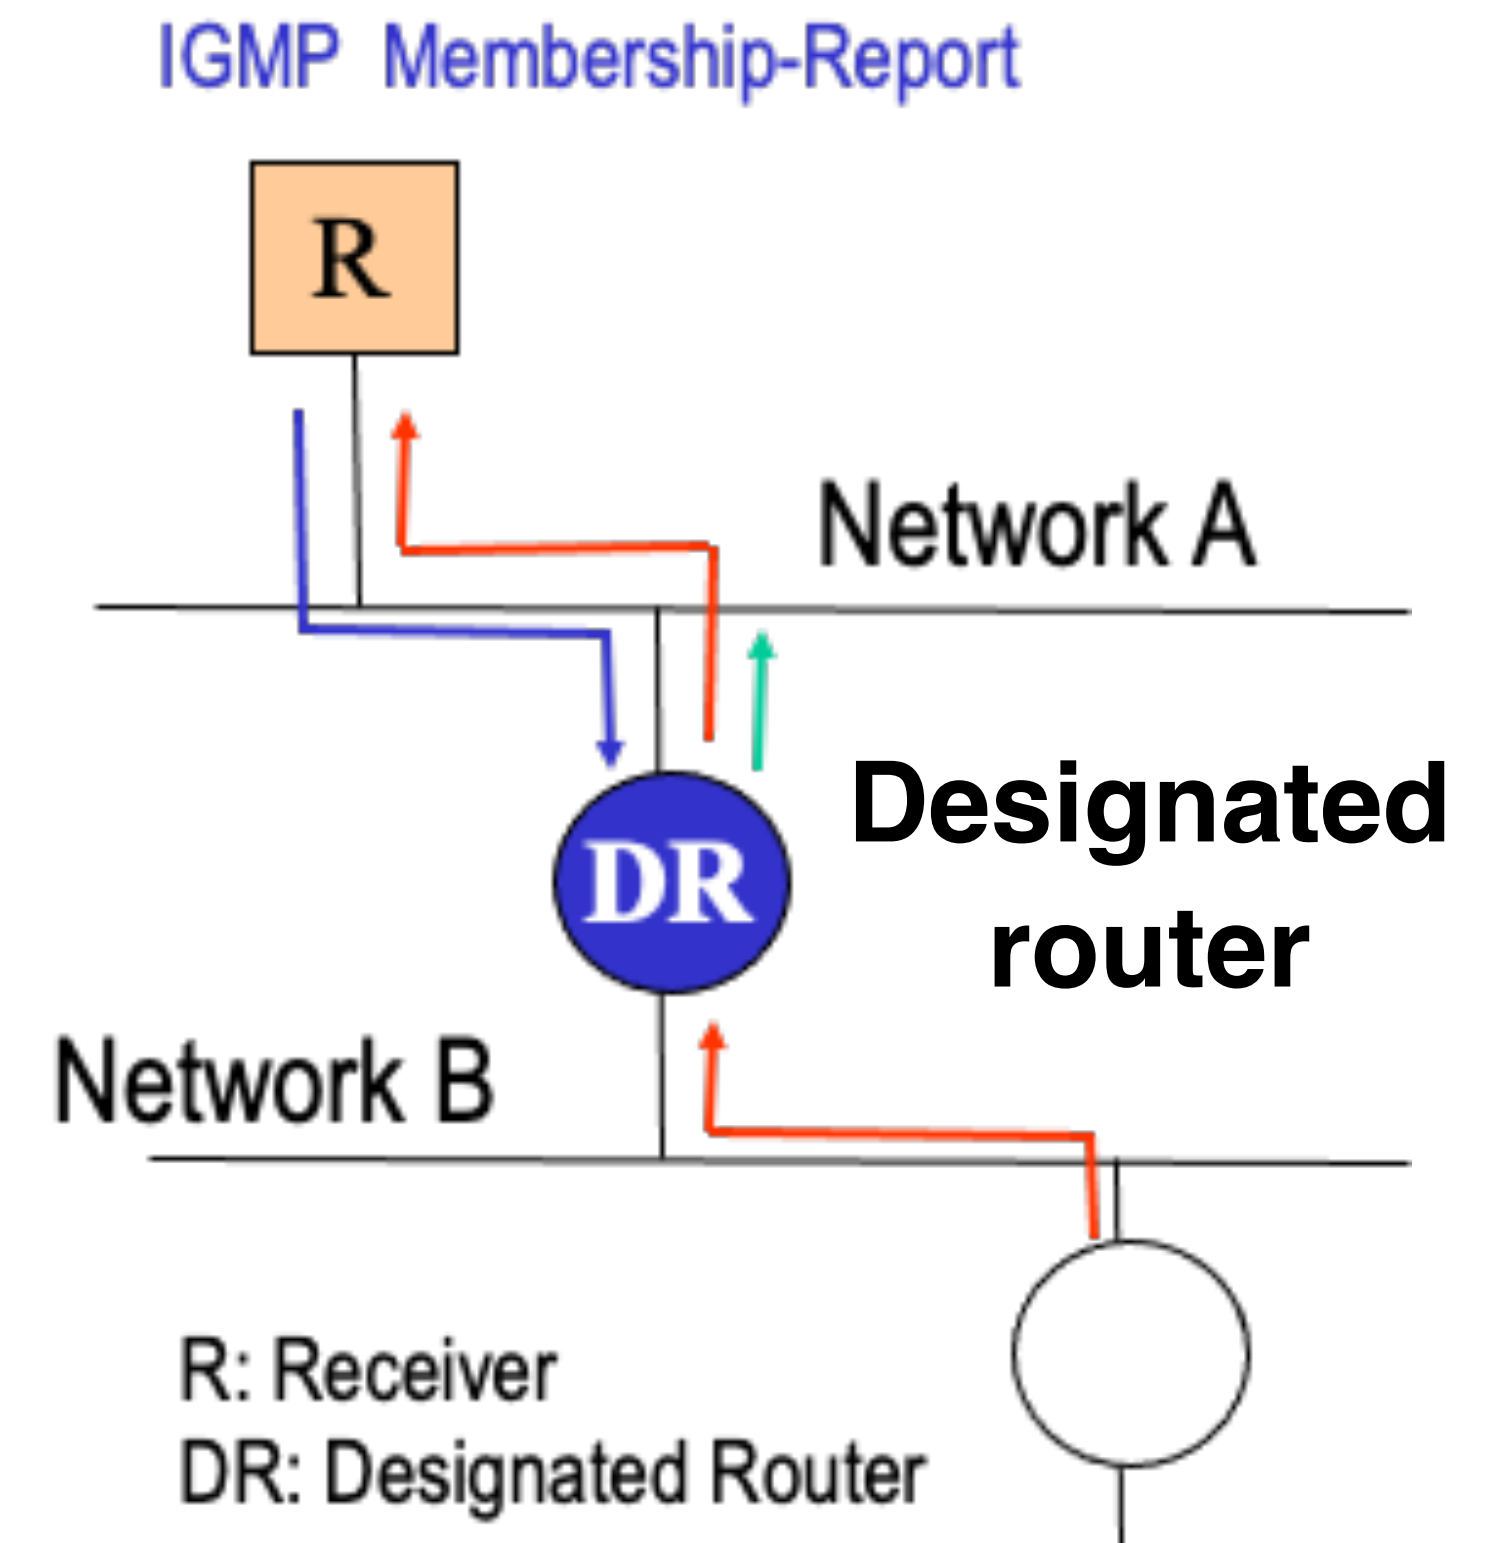 IGMP Membership-Report
R
Network A
DR
Designated
router
Network B
R: Receiver
DR: Designated Router